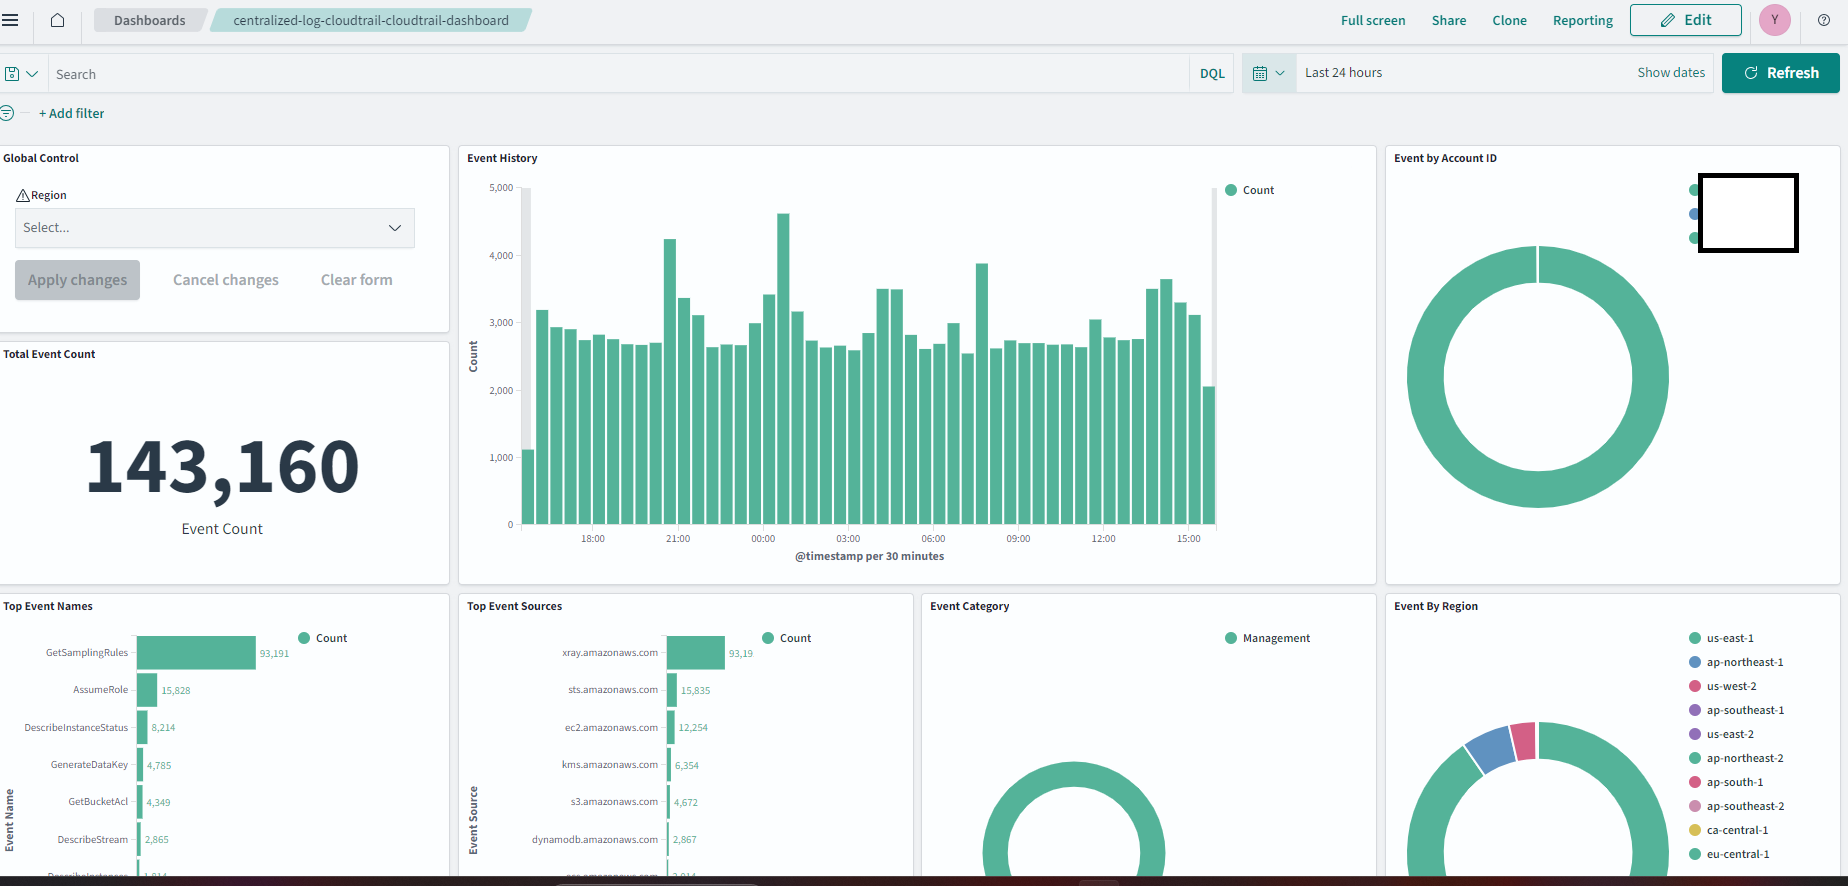 Dashboards
centralized-log-cloudtrail-cloudtrail-dashboard
Full screen
Share
Clone
Reporting
Edit
Y
Search
DQL
Last 24 hours
Show dates
Refresh
+ Add filter
Global Control
Region
Select...
Apply changes
Cancel changes
Clear form
Total Event Count
143,160
Event Count
Event History
Count
5,000
4,000
3,000
2,000
1,000
0
Count
18:00
21:00
00:00
03:00
06:00
09:00
12:00
15:00
@timestamp per 30 minutes
Event by Account ID
Top Event Names
Count
GetSamplingRules 93,191
AssumeRole 15,828
DescribeInstanceStatus 8,214
GenerateDataKey 4,785
GetBucketAcl 4,349
DescribeStream 2,865
Event Name
Top Event Sources
Count
xray.amazonaws.com 93,19
sts.amazonaws.com 15,835
ec2.amazonaws.com 12,254
kms.amazonaws.com 6,354
s3.amazonaws.com 4,672
dynamodb.amazonaws.com 2,867
Event Source
Event Category
Management
Event By Region
us-east-1
ap-northeast-1
us-west-2
ap-southeast-1
us-east-2
ap-northeast-2
ap-south-1
ap-southeast-2
ca-central-1
eu-central-1